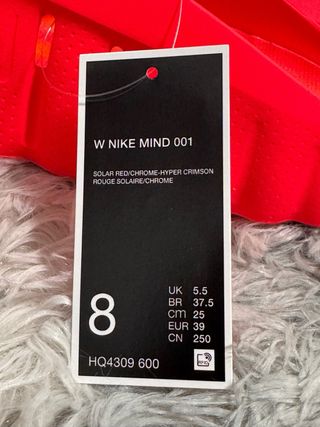 W NIKE MIND 001
SOLAR RED/CHROME-HYPER CRIMSON
ROUGE SOLAIRE/CHROME
8
UK 5.5
BR 37.5
CM 25
EUR 39
CN 250
HQ4309 600